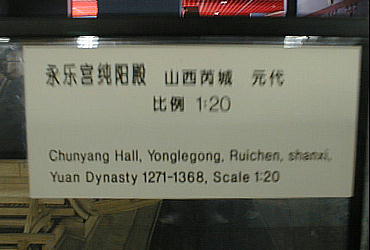 永乐宫纯阳殿 山西芮城 元代
比例 1:20
Chunyang Hall, Yonglegong, Ruichen, shanxi,
Yuan Dynasty 1271-1368, Scale 1:20